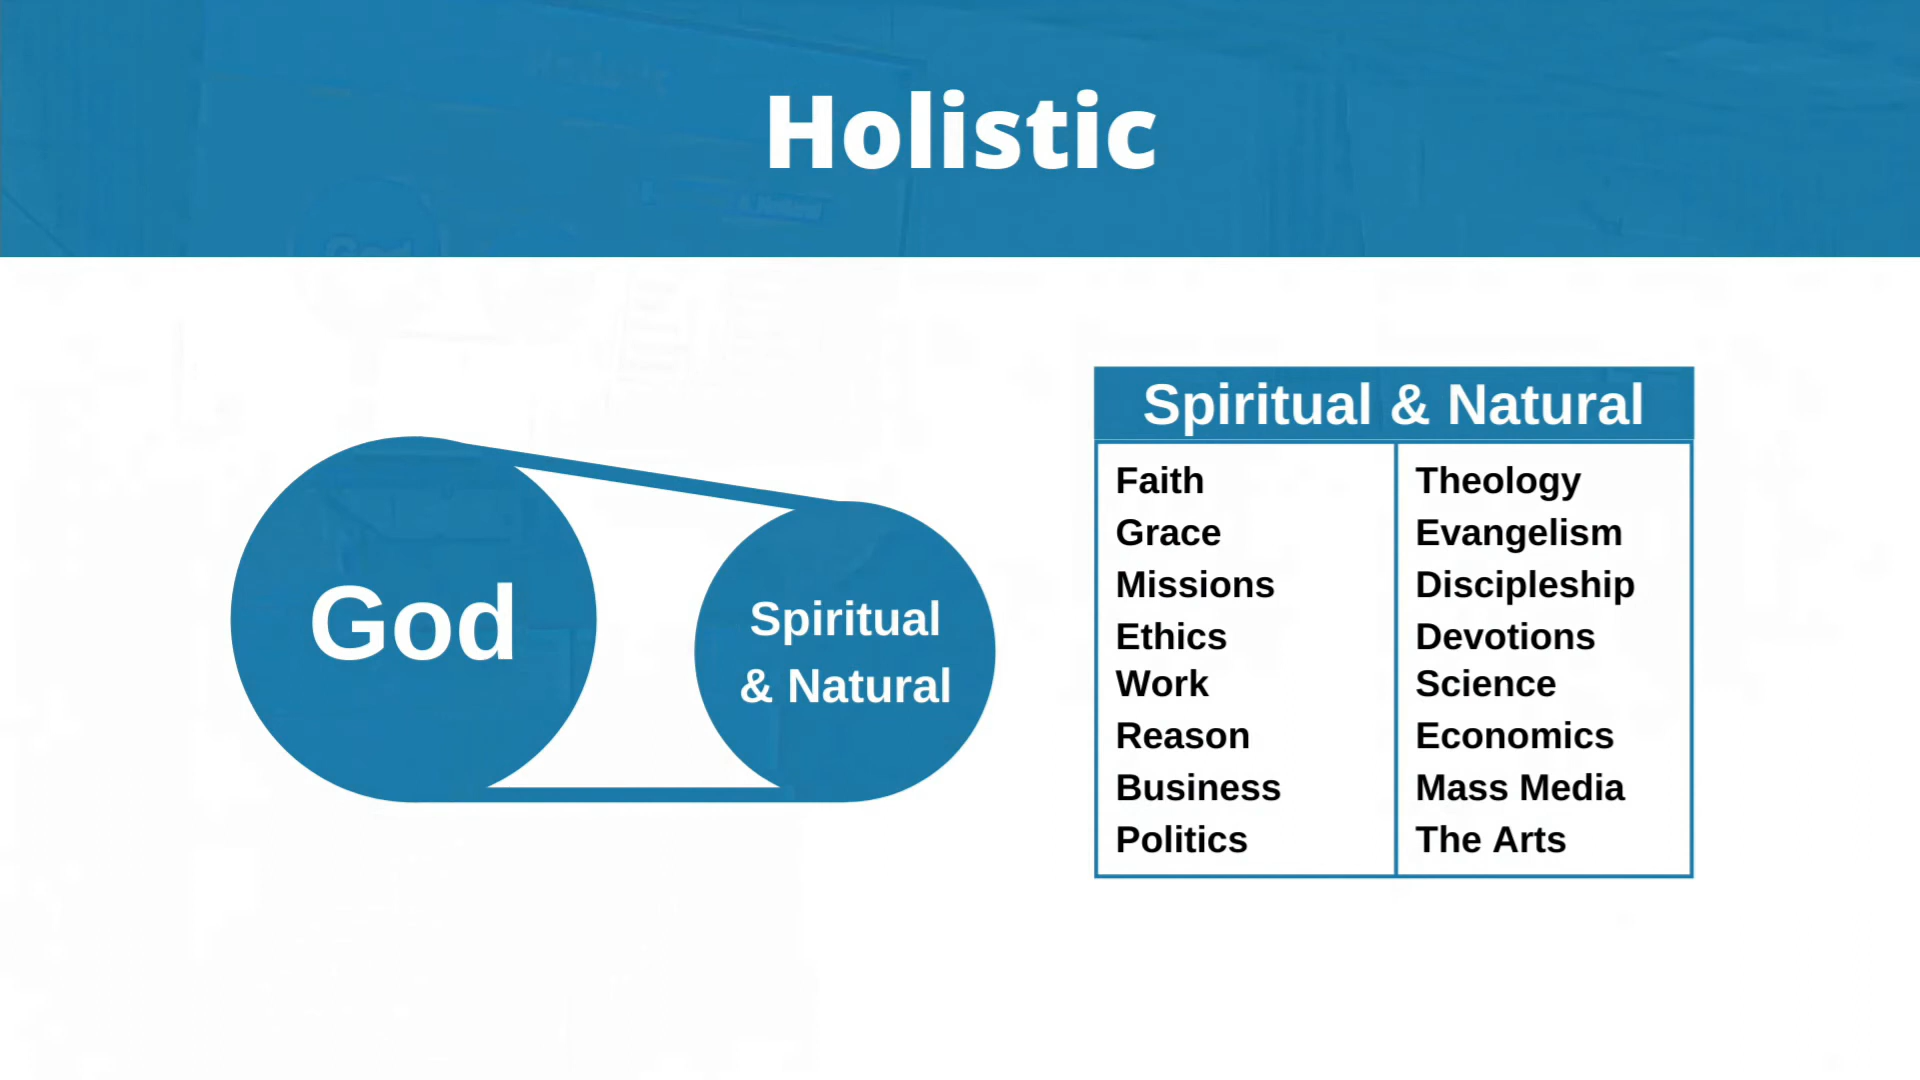 Holistic
God
Spiritual
& Natural
Spiritual & Natural
Faith
Grace
Missions
Ethics
Work
Reason
Business
Politics
Theology
Evangelism
Discipleship
Devotions
Science
Economics
Mass Media
The Arts